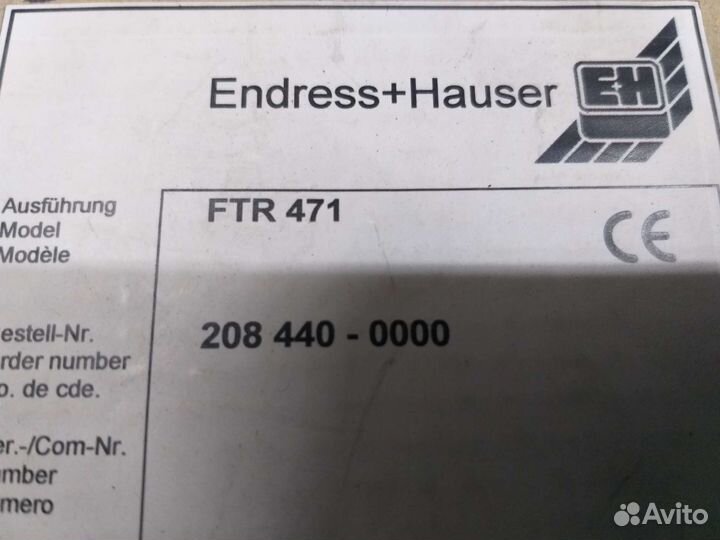 Endress+Hauser
E+H
Ausführung
Model
Modèle
FTR 471
CE
estell-Nr.
rder number
o. de cde.
208 440 - 0000
er.-/Com-Nr.
umber
mero
Avito